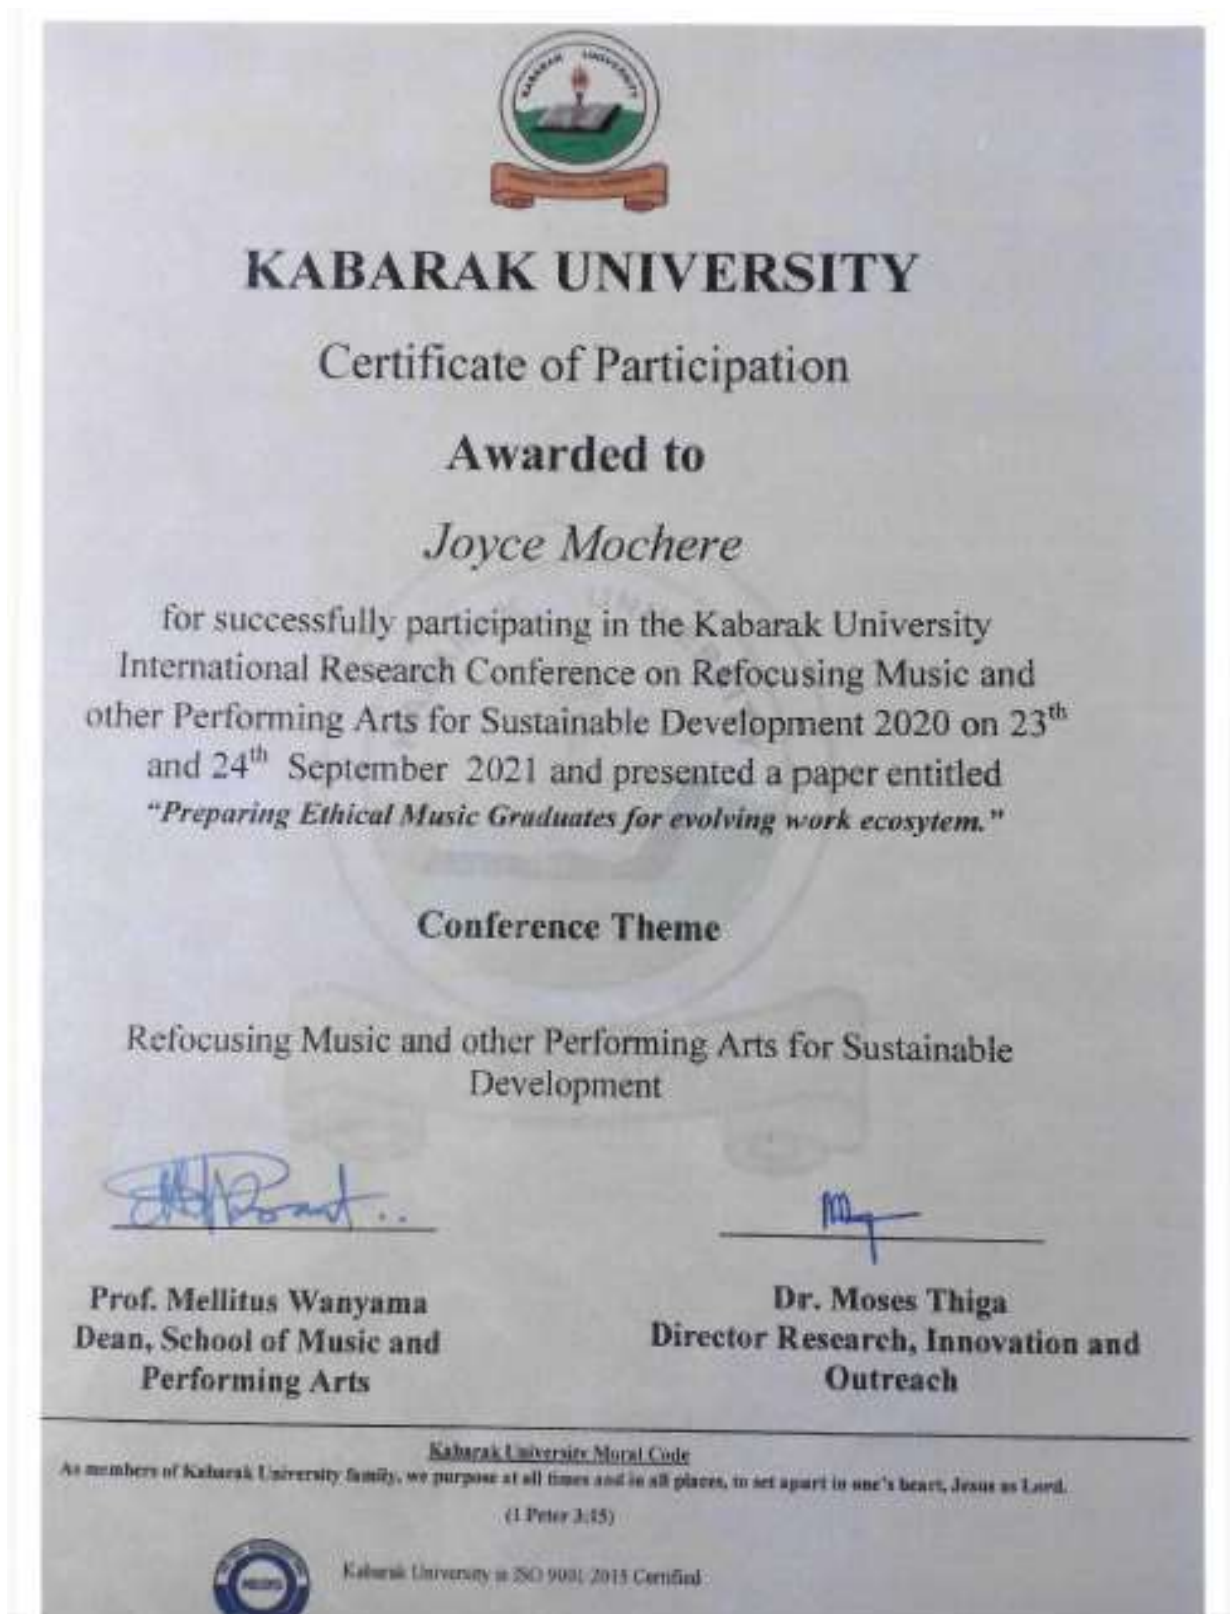 KABARAK UNIVERSITY
KABARAK UNIVERSITY
Certificate of Participation
Awarded to
Joyce Mochere
for successfully participating in the Kabarak University
International Research Conference on Refocusing Music and
other Performing Arts for Sustainable Development 2020 on 23th
and 24th September 2021 and presented a paper entitled
"Preparing Ethical Music Graduates for evolving work ecosytem."
Conference Theme
Refocusing Music and other Performing Arts for Sustainable
Development
Prof. Mellitus Wanyama
Dean, School of Music and
Performing Arts
Dr. Moses Thiga
Director Research, Innovation and
Outreach
Kabarak University Moral Code
As members of Kabarak University family, we purpose at all times and in all places, to set apart in one's heart, Jesus as Lord.
(1 Peter 3:15)
Kabarak University is ISO 9001:2015 Certified